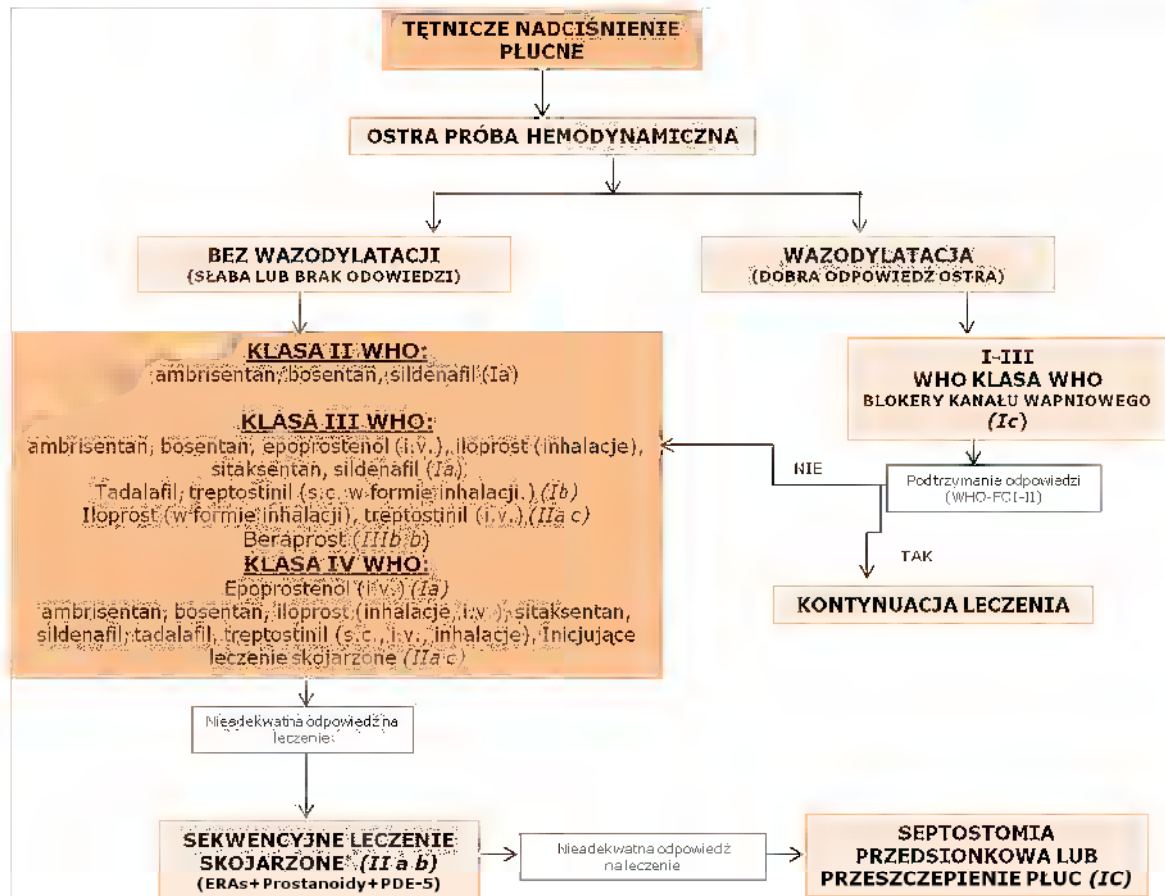 TĘTNICZE NADCIŚNIENIE
PŁUCNE
OSTRA PRÓBA HEMODYNAMICZNA
BEZ WAZODYLATACJI
(SŁABA LUB BRAK ODOWIEDZI)
WAZODYLATACJA
(DOBRA ODPOWIEDŹ OSTRA)
KLASA II WHO:
ambrisentan, bosentan, sildenafil (Ia)
KLASA III WHO:
ambrisentan, bosentan, epoprostenol (i.v.), iloprost (inhalacje),
sitaksentan, sildenafil (Ia)
Tadalafil, treptostinil (s.c. w formie inhalacji.) (Ib)
Iloprost (w formie inhalacji), treptostinil (i.v.) (IIa c)
Beraprost (IIIb b)
KLASA IV WHO:
Epoprostenol (i.v.) (Ia)
ambrisentan, bosentan, iloprost (inhalacje, i.v.), sitaksentan,
sildenafil, tadalafil, treptostinil (s.c., i.v., inhalacje), Inicjujące
leczenie skojarzone (IIa c)
I-III
WHO KLASA WHO
BLOKERY KANAŁU WAPNIOWEGO
(Ic)
NIE
Podtrzymanie odpowiedzi
(WHO-FC I-II)
TAK
KONTYNUACJA LECZENIA
Nieadekwatna odpowiedź na
leczenie:
SEKWENCYJNE LECZENIE
SKOJARZONE* (II a b)
(ERAs+Prostanoidy+PDE-5)
Nieadekwatna odpowiedź
na leczenie
SEPTOSTOMIA
PRZEDSIONKOWA LUB
PRZESZCZEPIENIE PŁUC (IC)